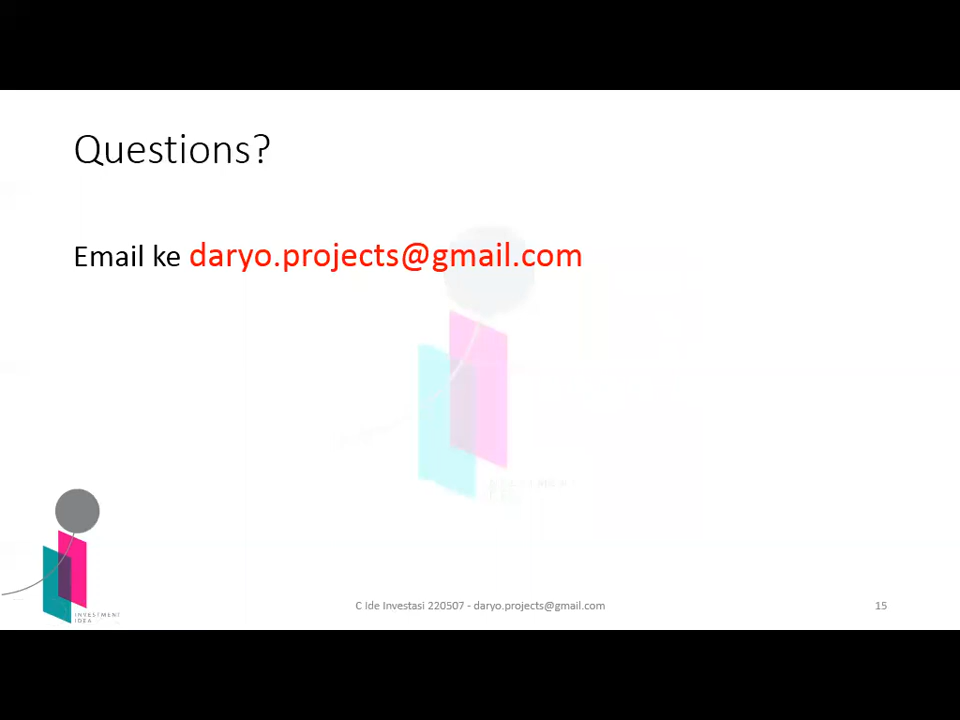 Questions?
Email ke daryo.projects@gmail.com
INVESTMENT
IDEA
C Ide Investasi 220507 - daryo.projects@gmail.com
15